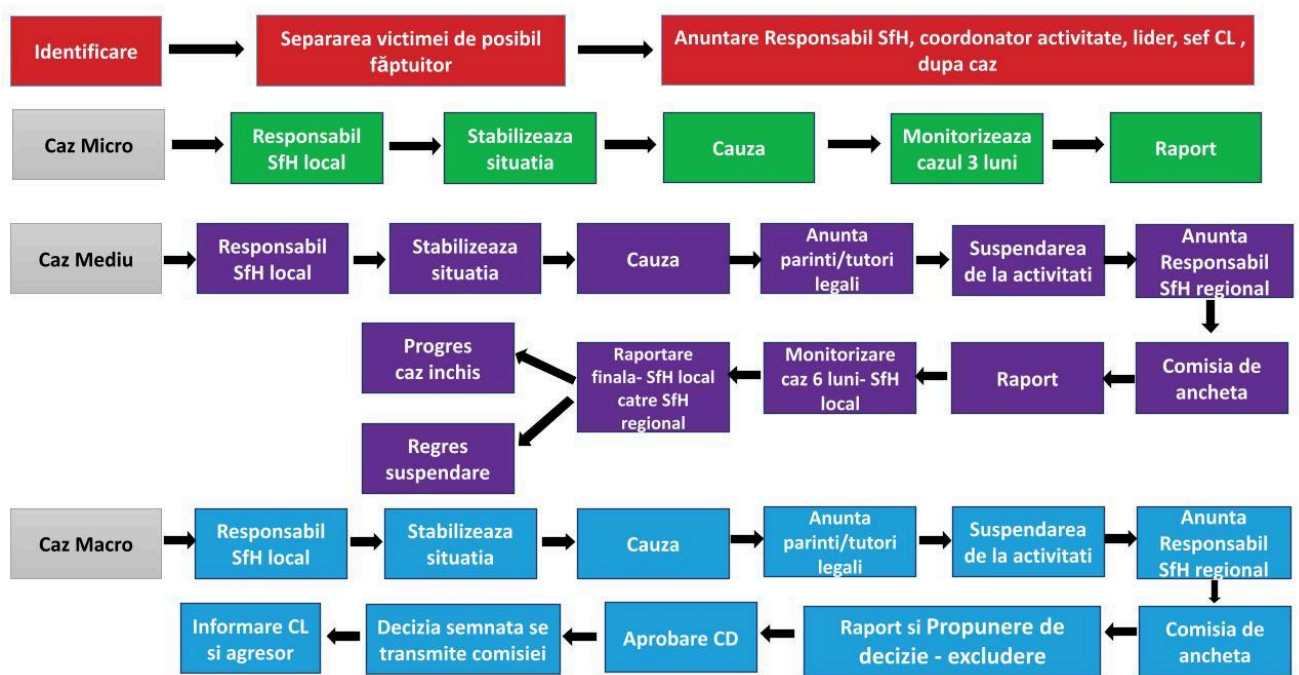 Identificare
Separarea victimei de posibil
făptuitor
Anuntare Responsabil SfH, coordonator activitate, lider, sef CL ,
dupa caz
Caz Micro
Responsabil
SfH local
Stabilizeaza
situatia
Cauza
Monitorizeaza
cazul 3 luni
Raport
Caz Mediu
Responsabil
SfH local
Stabilizeaza
situatia
Cauza
Anunta
parinti/tutori
legali
Suspendarea
de la activitati
Anunta
Responsabil
SfH regional
Comisia de
ancheta
Raport
Monitorizare
caz 6 luni- SfH
local
Raportare
finala- SfH local
catre SfH
regional
Progres
caz inchis
Regres
suspendare
Caz Macro
Responsabil
SfH local
Stabilizeaza
situatia
Cauza
Anunta
parinti/tutori
legali
Suspendarea
de la activitati
Anunta
Responsabil
SfH regional
Comisia de
ancheta
Raport si Propunere de
decizie - excludere
Aprobare CD
Decizia semnata se
transmite comisiei
Informare CL
si agresor